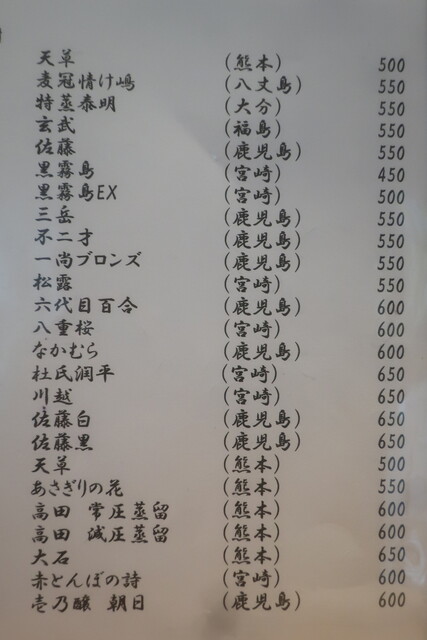 天草 (熊本) 500
麦冠情け嶋 (八丈島) 550
特蒸泰明 (大分) 550
玄武 (福島) 550
佐藤 (鹿児島) 550
黒霧島 (宮崎) 450
黒霧島EX (宮崎) 500
三岳 (鹿児島) 550
不二才 (鹿児島) 550
一尚ブロンズ (鹿児島) 550
松露 (宮崎) 550
六代目百合 (鹿児島) 600
八重桜 (宮崎) 600
なかむら (鹿児島) 600
杜氏潤平 (宮崎) 650
川越 (宮崎) 650
佐藤白 (鹿児島) 650
佐藤黒 (鹿児島) 650
天草 (熊本) 500
あさぎりの花 (熊本) 550
高田 常圧蒸留 (熊本) 600
高田 減圧蒸留 (熊本) 600
大石 (熊本) 650
赤とんぼの詩 (宮崎) 600
壱乃醸 朝日 (鹿児島) 600